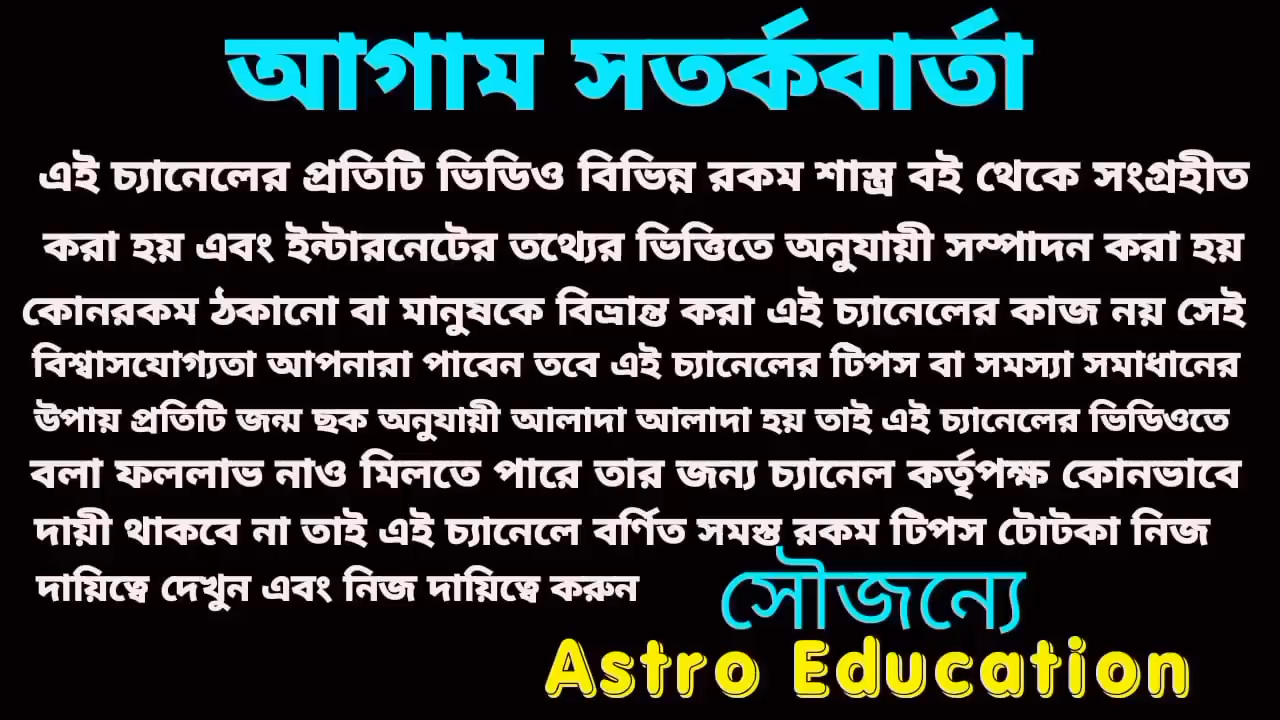 আগাম সতর্কবার্তা
এই চ্যানেলের প্রতিটি ভিডিও বিভিন্ন রকম শাস্ত্র বই থেকে সংগ্রহীত
করা হয় এবং ইন্টারনেটের তথ্যের ভিত্তিতে অনুযায়ী সম্পাদন করা হয়
কোনরকম ঠকানো বা মানুষকে বিভ্রান্ত করা এই চ্যানেলের কাজ নয় সেই
বিশ্বাসযোগ্যতা আপনারা পাবেন তবে এই চ্যানেলের টিপস বা সমস্যা সমাধানের
উপায় প্রতিটি জন্ম ছক অনুযায়ী আলাদা আলাদা হয় তাই এই চ্যানেলের ভিডিওতে
বলা ফললাভ নাও মিলতে পারে তার জন্য চ্যানেল কর্তৃপক্ষ কোনভাবে
দায়ী থাকবে না তাই এই চ্যানেলে বর্ণিত সমস্ত রকম টিপস টোটকা নিজ
দায়িত্বে দেখুন এবং নিজ দায়িত্বে করুন
সৌজন্যে
Astro Education